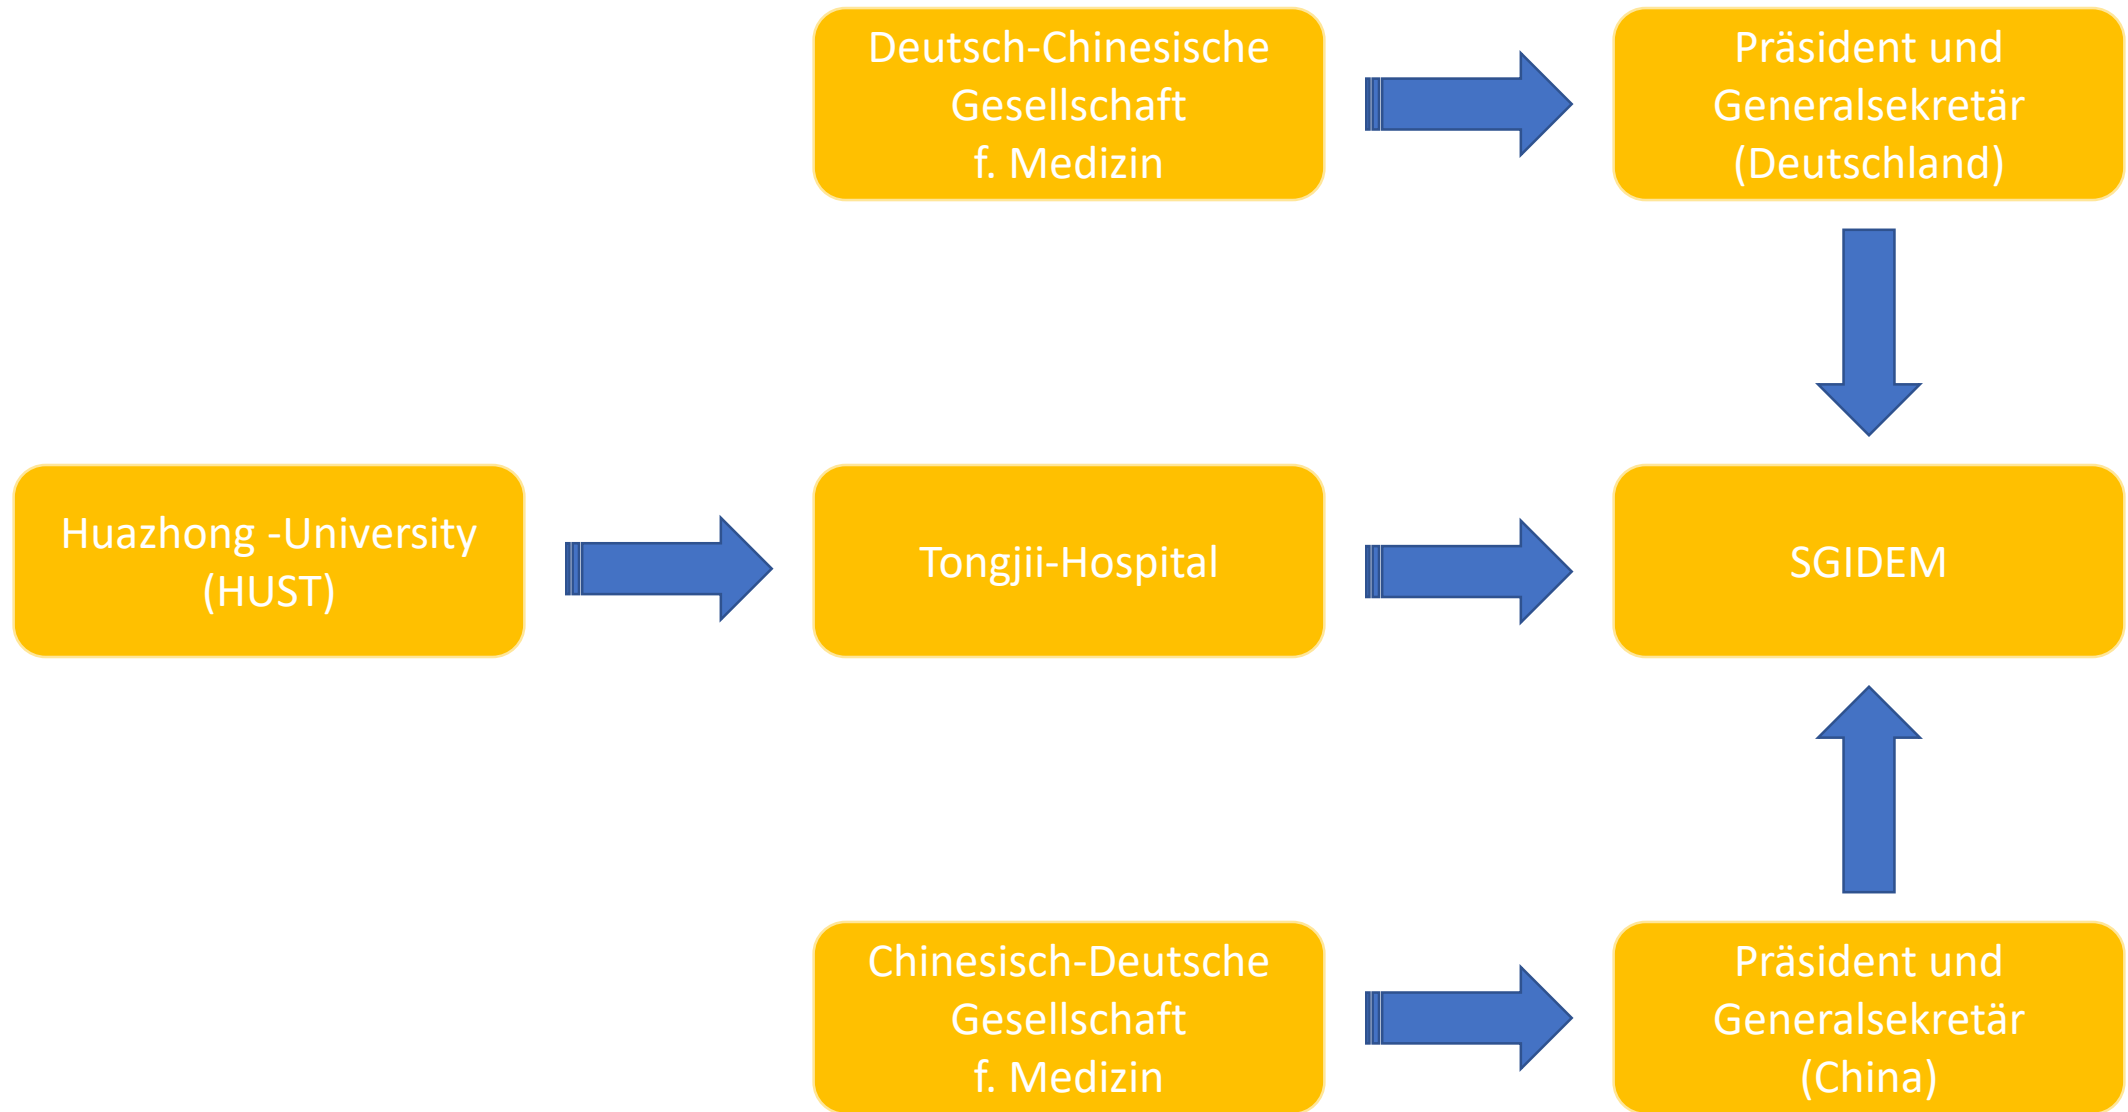 Deutsch-Chinesische
Gesellschaft
f. Medizin
Präsident und
Generalsekretär
(Deutschland)
Huazhong -University
(HUST)
Tongjii-Hospital
SGIDEM
Chinesisch-Deutsche
Gesellschaft
f. Medizin
Präsident und
Generalsekretär
(China)